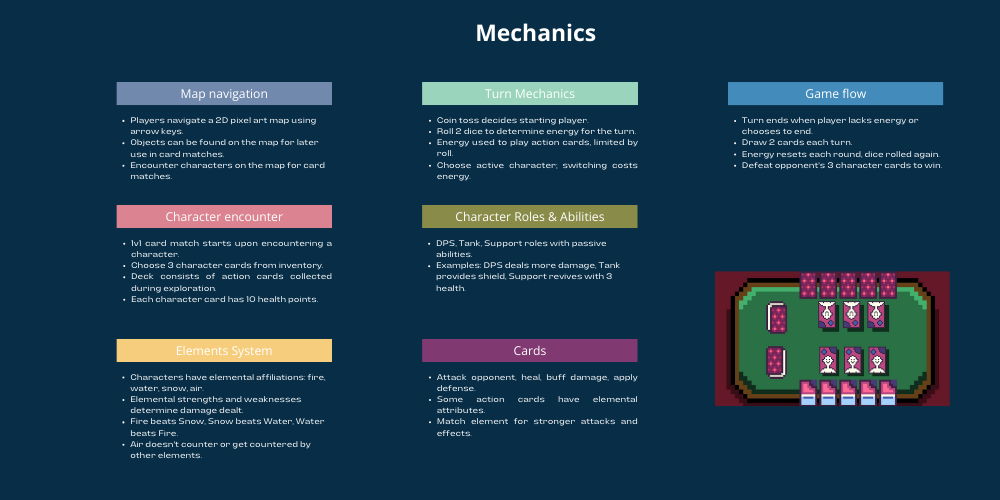 Mechanics
Map navigation
• Players navigate a 2D pixel art map using
arrow keys.
• Objects can be found on the map for later
use in card matches.
• Encounter characters on the map for card
matches.
Turn Mechanics
• Coin toss decides starting player.
• Roll 2 dice to determine energy for the turn.
• Energy used to play action cards, limited by
roll.
• Choose active character; switching costs
energy.
Game flow
• Turn ends when player lacks energy or
chooses to end.
• Draw 2 cards each turn.
• Energy resets each round, dice rolled again.
• Defeat opponent's 3 character cards to win.
Character encounter
• 1v1 card match starts upon encountering a
character.
• Choose 3 character cards from inventory.
• Deck consists of action cards collected
during exploration.
• Each character card has 10 health points.
Character Roles & Abilities
• DPS, Tank, Support roles with passive
abilities.
• Examples: DPS deals more damage, Tank
provides shield, Support revives with 3
health.
Elements System
• Characters have elemental affiliations: fire,
water, snow, air.
• Elemental strengths and weaknesses
determine damage dealt.
• Fire beats Snow, Snow beats Water, Water
beats Fire.
• Air doesn't counter or get countered by
other elements.
Cards
• Attack opponent, heal, buff damage, apply
defense.
• Some action cards have elemental
attributes.
• Match element for stronger attacks and
effects.